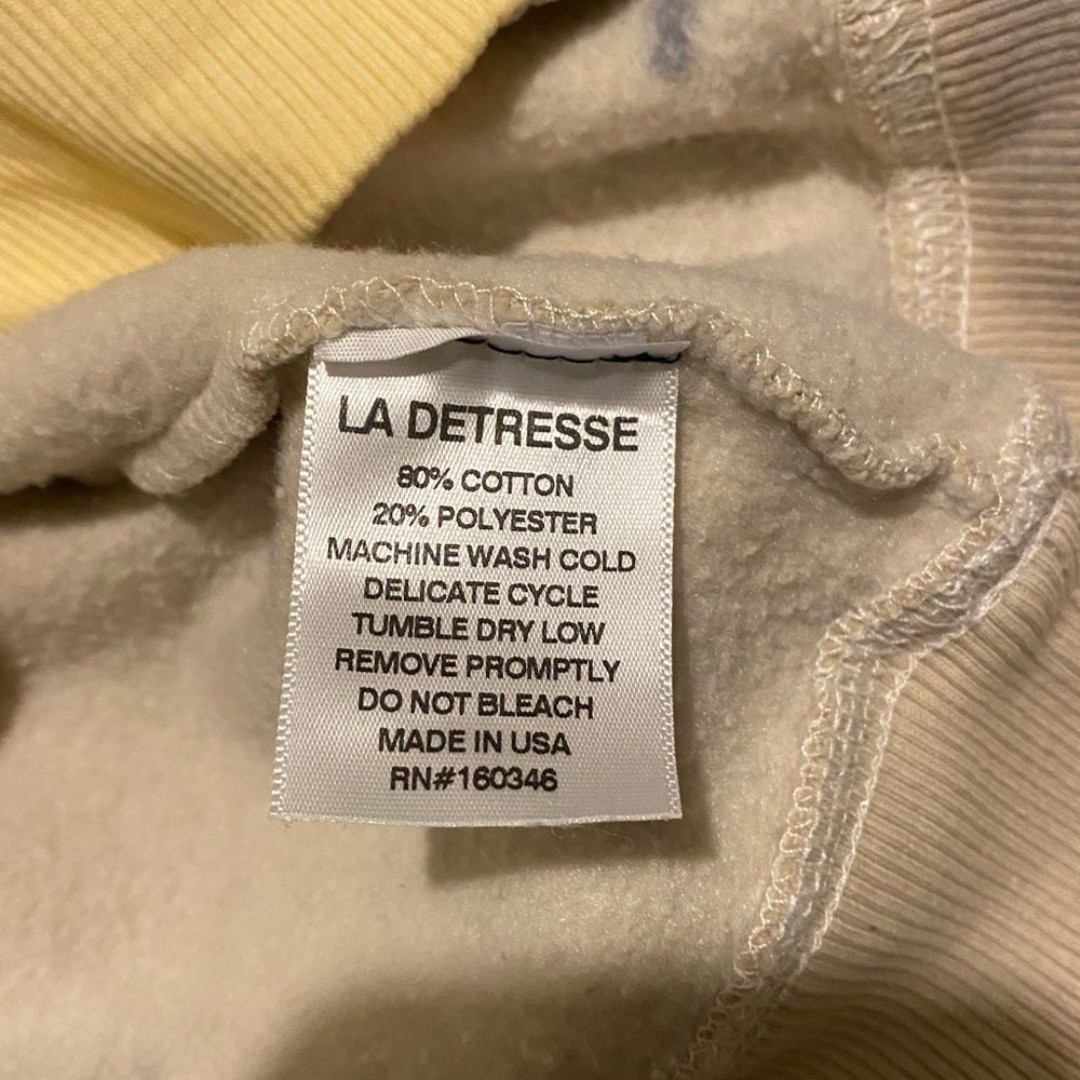 LA DETRESSE
80% COTTON
20% POLYESTER
MACHINE WASH COLD
DELICATE CYCLE
TUMBLE DRY LOW
REMOVE PROMPTLY
DO NOT BLEACH
MADE IN USA
RN#160346